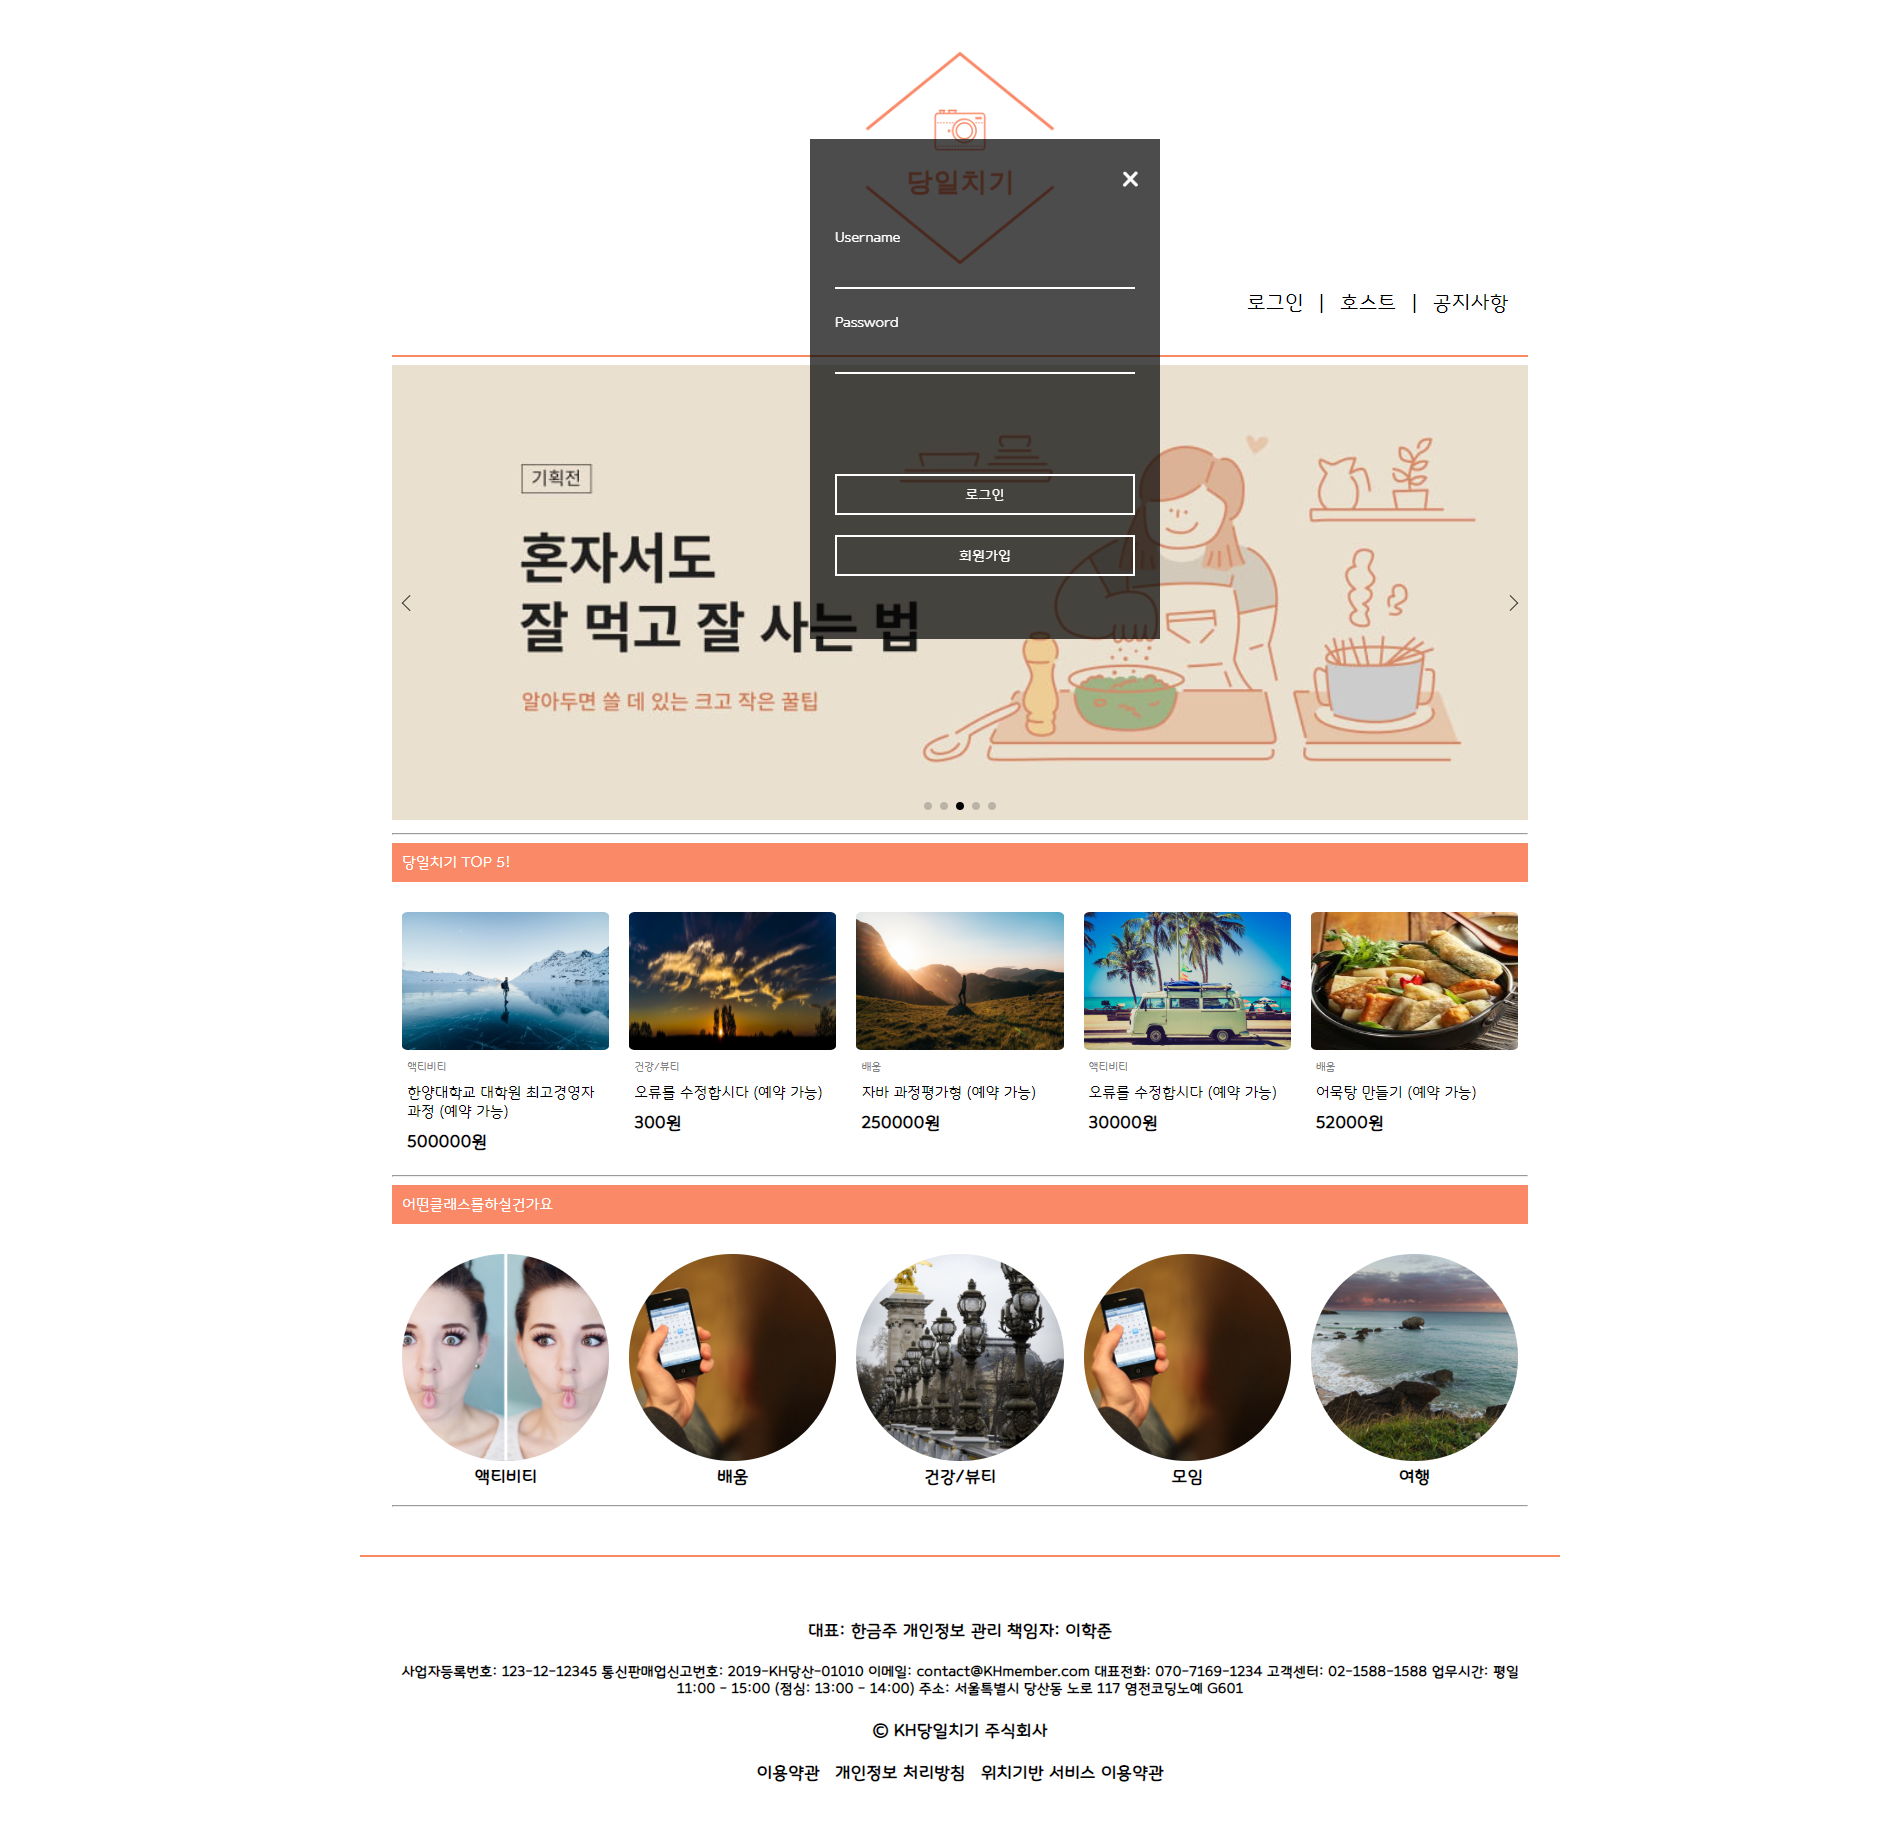 당일치기
Username
Password
로그인 | 호스트 | 공지사항
로그인
회원가입
기획전
혼자서도
잘 먹고 잘 사는 법
알아두면 쓸 데 있는 크고 작은 꿀팁
당일치기 TOP 5!
액티비티
한양대학교 대학원 최고경영자
과정 (예약 가능)
500000원
건강/뷰티
오류를 수정합시다 (예약 가능)
300원
배움
자바 과정평가형 (예약 가능)
250000원
액티비티
오류를 수정합시다 (예약 가능)
30000원
배움
어묵탕 만들기 (예약 가능)
52000원
어떤클래스를하실건가요
액티비티
배움
건강/뷰티
모임
여행
대표: 한금주 개인정보 관리 책임자: 이학준
사업자등록번호: 123-12-12345 통신판매업신고번호: 2019-KH당산-01010 이메일: contact@KHmember.com 대표전화: 070-7169-1234 고객센터: 02-1588-1588 업무시간: 평일
11:00 - 15:00 (점심: 13:00 - 14:00) 주소: 서울특별시 당산동 노로 117 염전코딩노예 G601
© KH당일치기 주식회사
이용약관 개인정보 처리방침 위치기반 서비스 이용약관